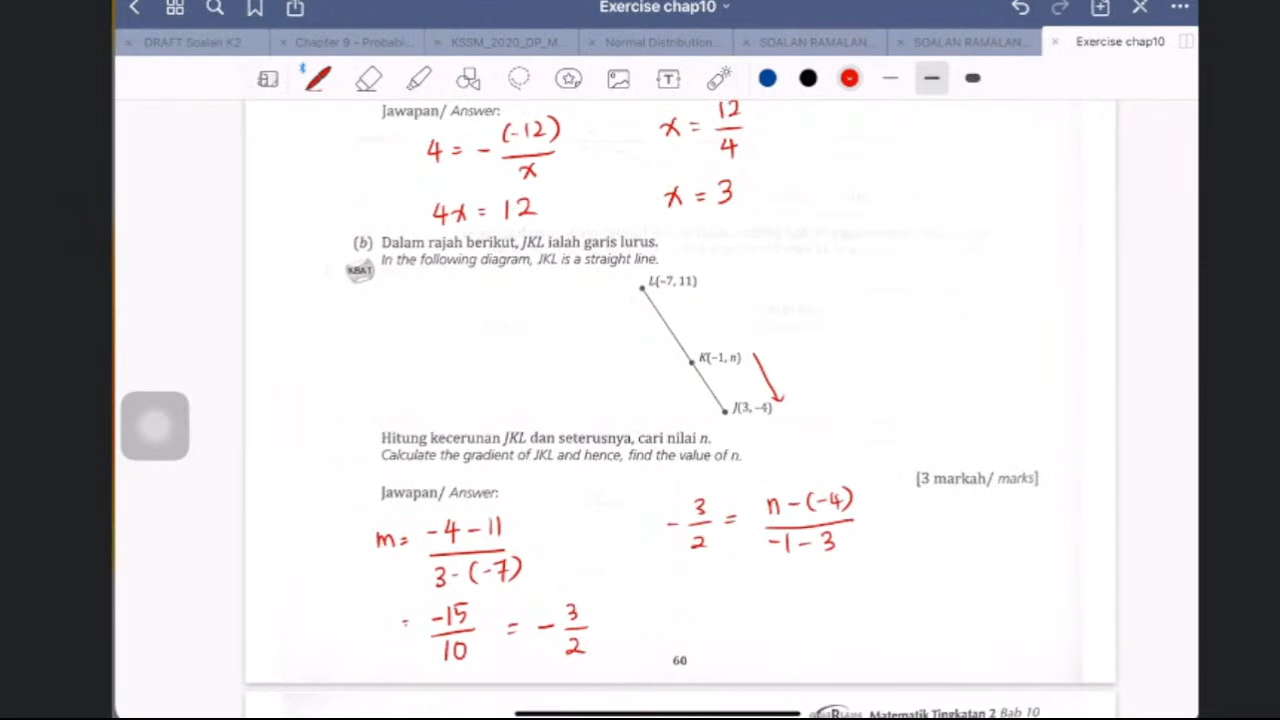 Exercise chap10
DRAFT Soalan K2
Chapter 9 - Probabi...
KSSM_2020_DP_M...
Normal Distribution...
SOALAN RAMALAN...
SOALAN RAMALAN...
Exercise chap10
Jawapan/ Answer:
4 = - (-12)/x
4x = 12
x = 12/4
x = 3
(b) Dalam rajah berikut, JKL ialah garis lurus.
KBAT
In the following diagram, JKL is a straight line.
L(-7, 11)
K(-1, n)
J(3, -4)
Hitung kecerunan JKL dan seterusnya, cari nilai n.
Calculate the gradient of JKL and hence, find the value of n.
[3 markah/ marks]
Jawapan/ Answer:
m = -4 - 11 / 3 - (-7)
= -15/10 = - 3/2
- 3/2 = n - (-4) / -1 - 3
60
Matematik Tingkatan 2 Bab 10